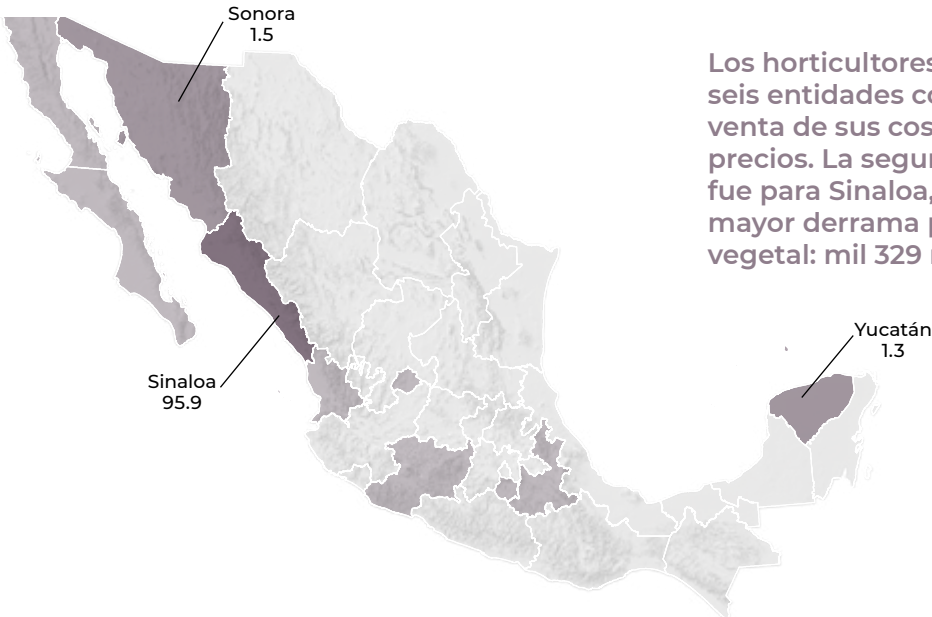 Sonora
1.5
Los horticultores
seis entidades co
venta de sus cos
precios. La segur
fue para Sinaloa,
mayor derrama p
vegetal: mil 329
Yucatán
1.3
Sinaloa
95.9